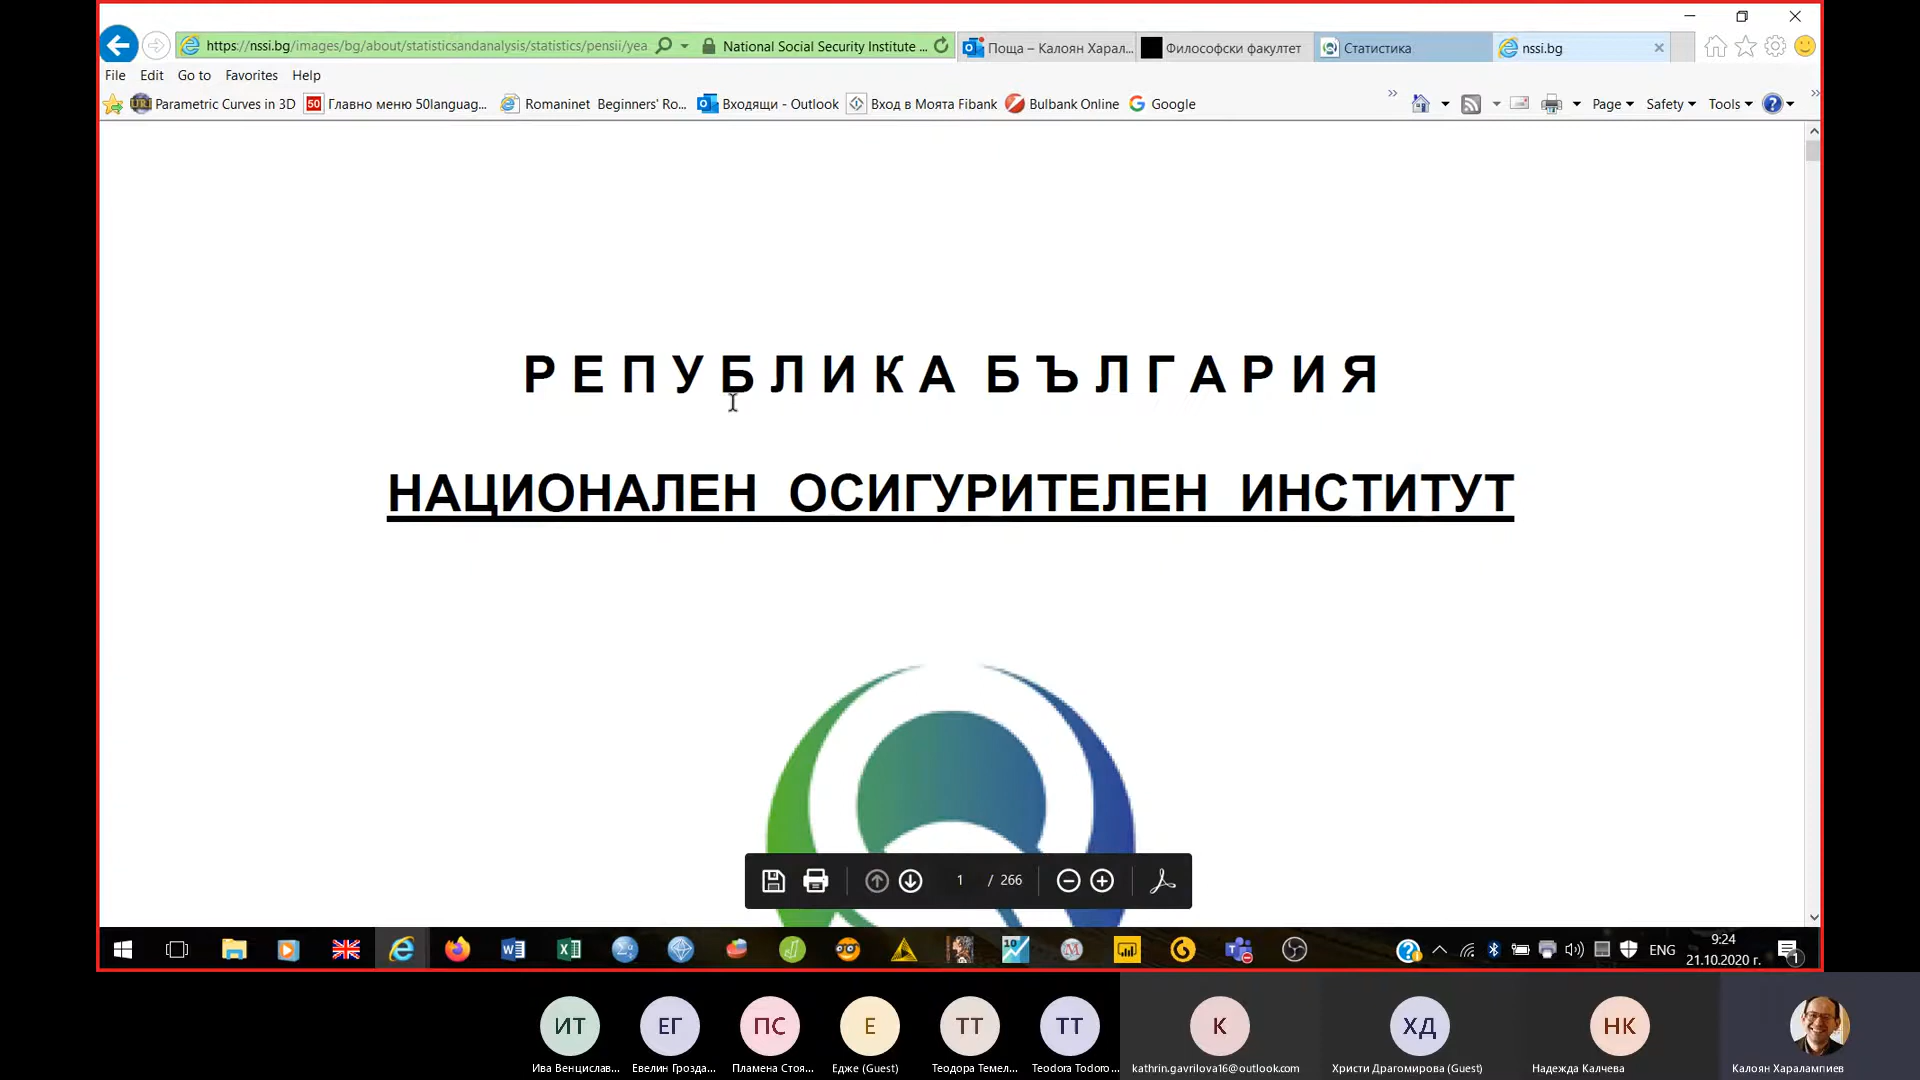 https://nssi.bg/images/bg/about/statisticsandanalysis/statistics/pensii/yea
National Social Security Institute ...
Поща – Калоян Харал...
Философски факултет
Статистика
nssi.bg
File Edit Go to Favorites Help
Parametric Curves in 3D
50
Главно меню 50languag...
Romaninet Beginners' Ro...
Входящи - Outlook
Вход в Моята Fibank
Bulbank Online
Google
Page
Safety
Tools
Р Е П У Б Л И К А Б Ъ Л Г А Р И Я
НАЦИОНАЛЕН ОСИГУРИТЕЛЕН ИНСТИТУТ
1 / 266
ENG
9:24
21.10.2020 г.
1
ИТ
ЕГ
ПС
Е
ТТ
ТТ
K
ХД
НК
Ива Венцислав...
Евелин Грозда...
Пламена Стоя...
Едже (Guest)
Теодора Темел...
Teodora Todoro...
kathrin.gavrilova16@outlook.com
Христи Драгомирова (Guest)
Надежда Калчева
Калоян Харалампиев